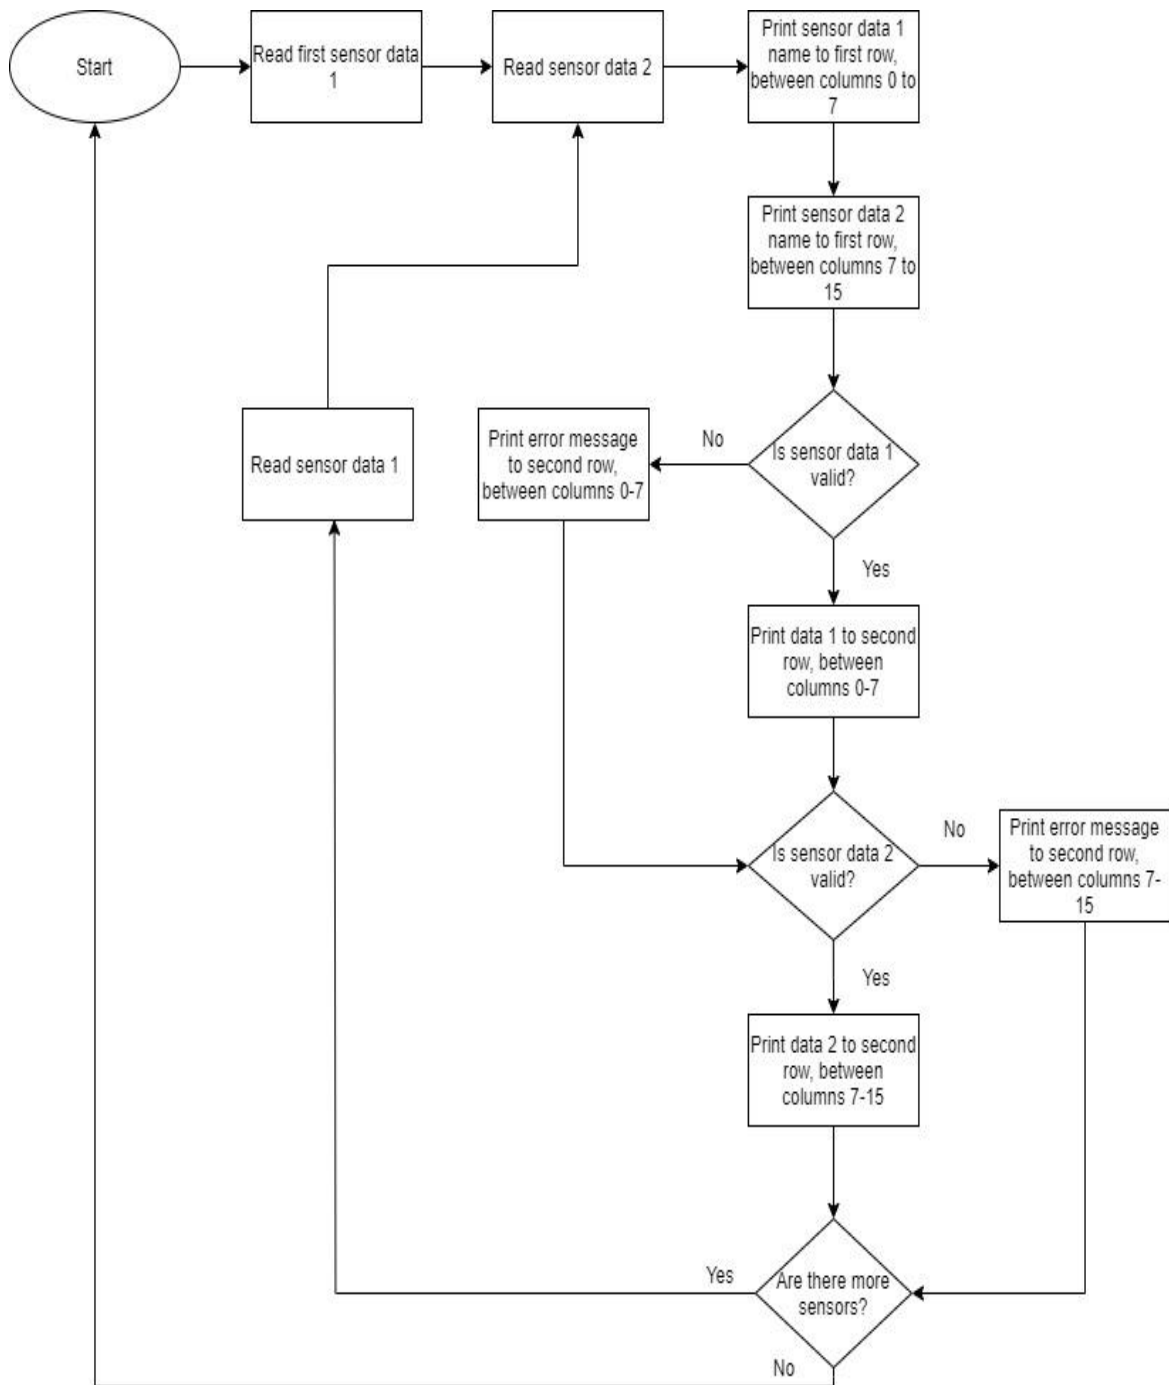 Start
Read first sensor data
1
Read sensor data 2
Print sensor data 1
name to first row,
between columns 0 to
7
Print sensor data 2
name to first row,
between columns 7 to
15
Is sensor data 1
valid?
No
Print error message
to second row,
between columns 0-7
Read sensor data 1
Yes
Print data 1 to second
row, between
columns 0-7
Is sensor data 2
valid?
No
Print error message
to second row,
between columns 7-
15
Yes
Print data 2 to second
row, between
columns 7-15
Are there more
sensors?
Yes
No